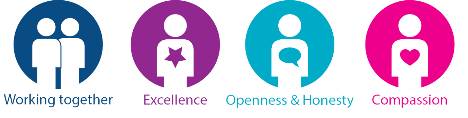 Working together
Excellence
Openness & Honesty
Compassion